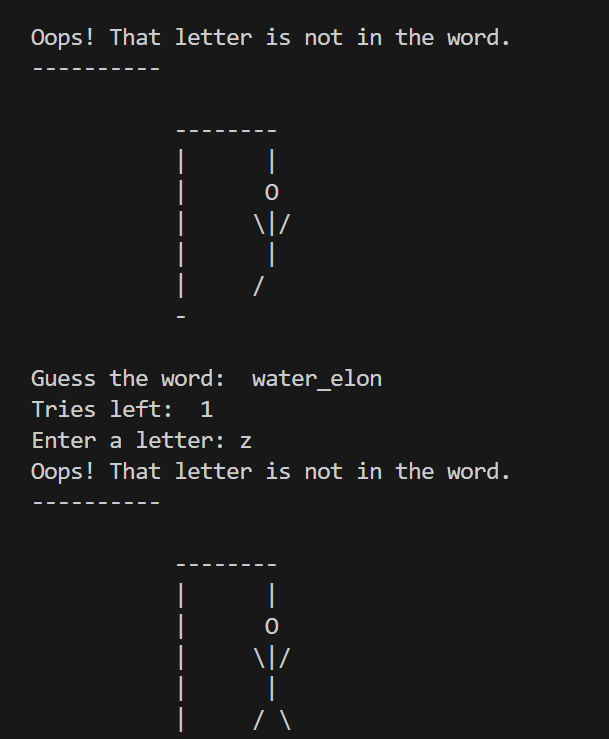 Oops! That letter is not in the word.
----------
           --------
           |      |
           |      O
           |     \|/
           |      |
           |     /
           -
Guess the word:  water_elon
Tries left:  1
Enter a letter: z
Oops! That letter is not in the word.
----------
           --------
           |      |
           |      O
           |     \|/
           |      |
           |     / \